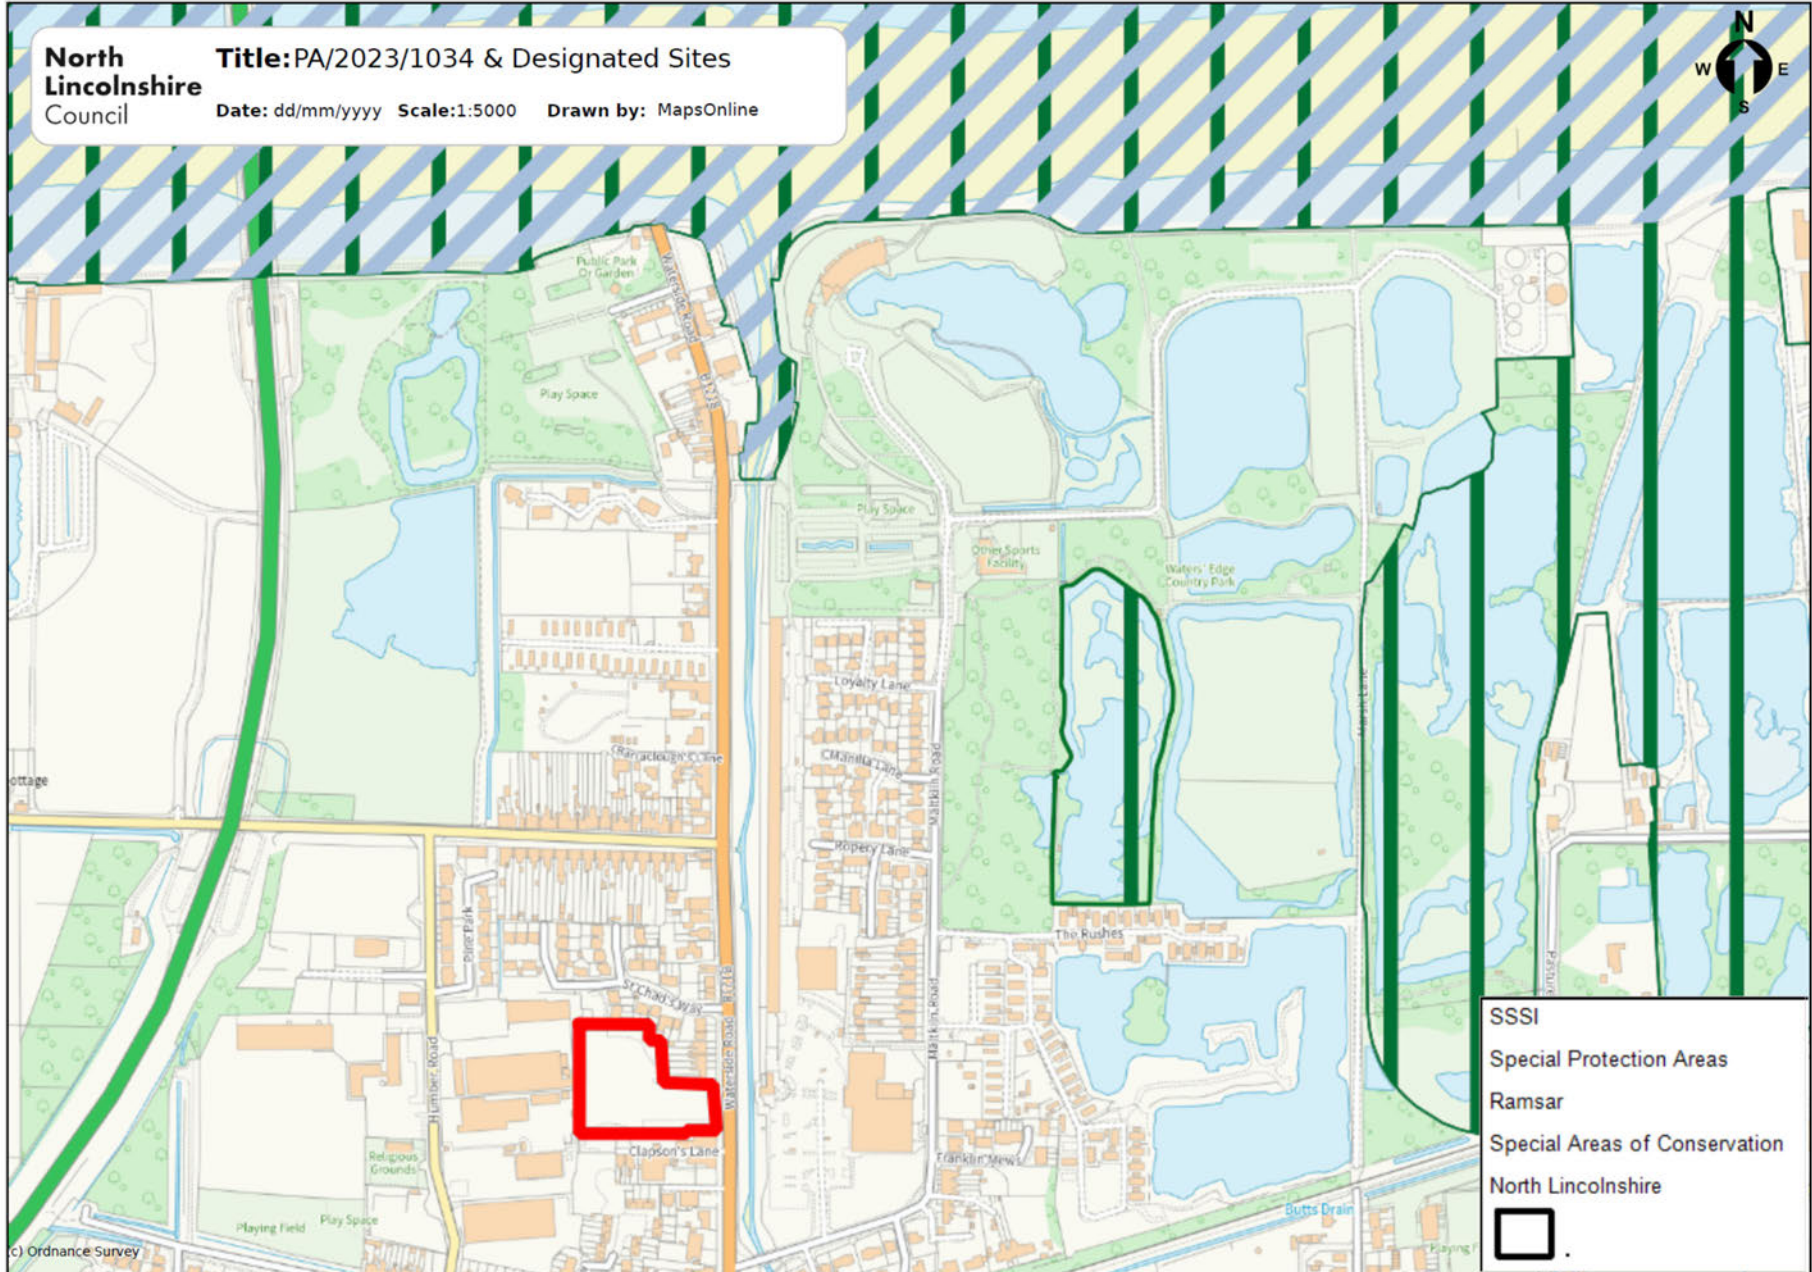 North
Lincolnshire
Council
Title:PA/2023/1034 & Designated Sites
Date: dd/mm/yyyy Scale:1:5000 Drawn by: MapsOnline
N
W E
S
Public Park
Or Garden
Waterside Road
B1218
Play Space
Play Space
Other Sports
Facility
Waters' Edge
Country Park
Loyalty Lane
Marsh Lane
Manilla Lane
Maltkiln Road
ottage
Ropery Lane
Pine Park
The Rushes
St Chad's Way
B1218
Waterside Road
Maltkiln Road
Humber Road
Clapson's Lane
Religious
Grounds
Franklin Mews
Playing Field
Play Space
Butts Drain
Playing F
(c) Ordnance Survey
SSSI
Special Protection Areas
Ramsar
Special Areas of Conservation
North Lincolnshire
.